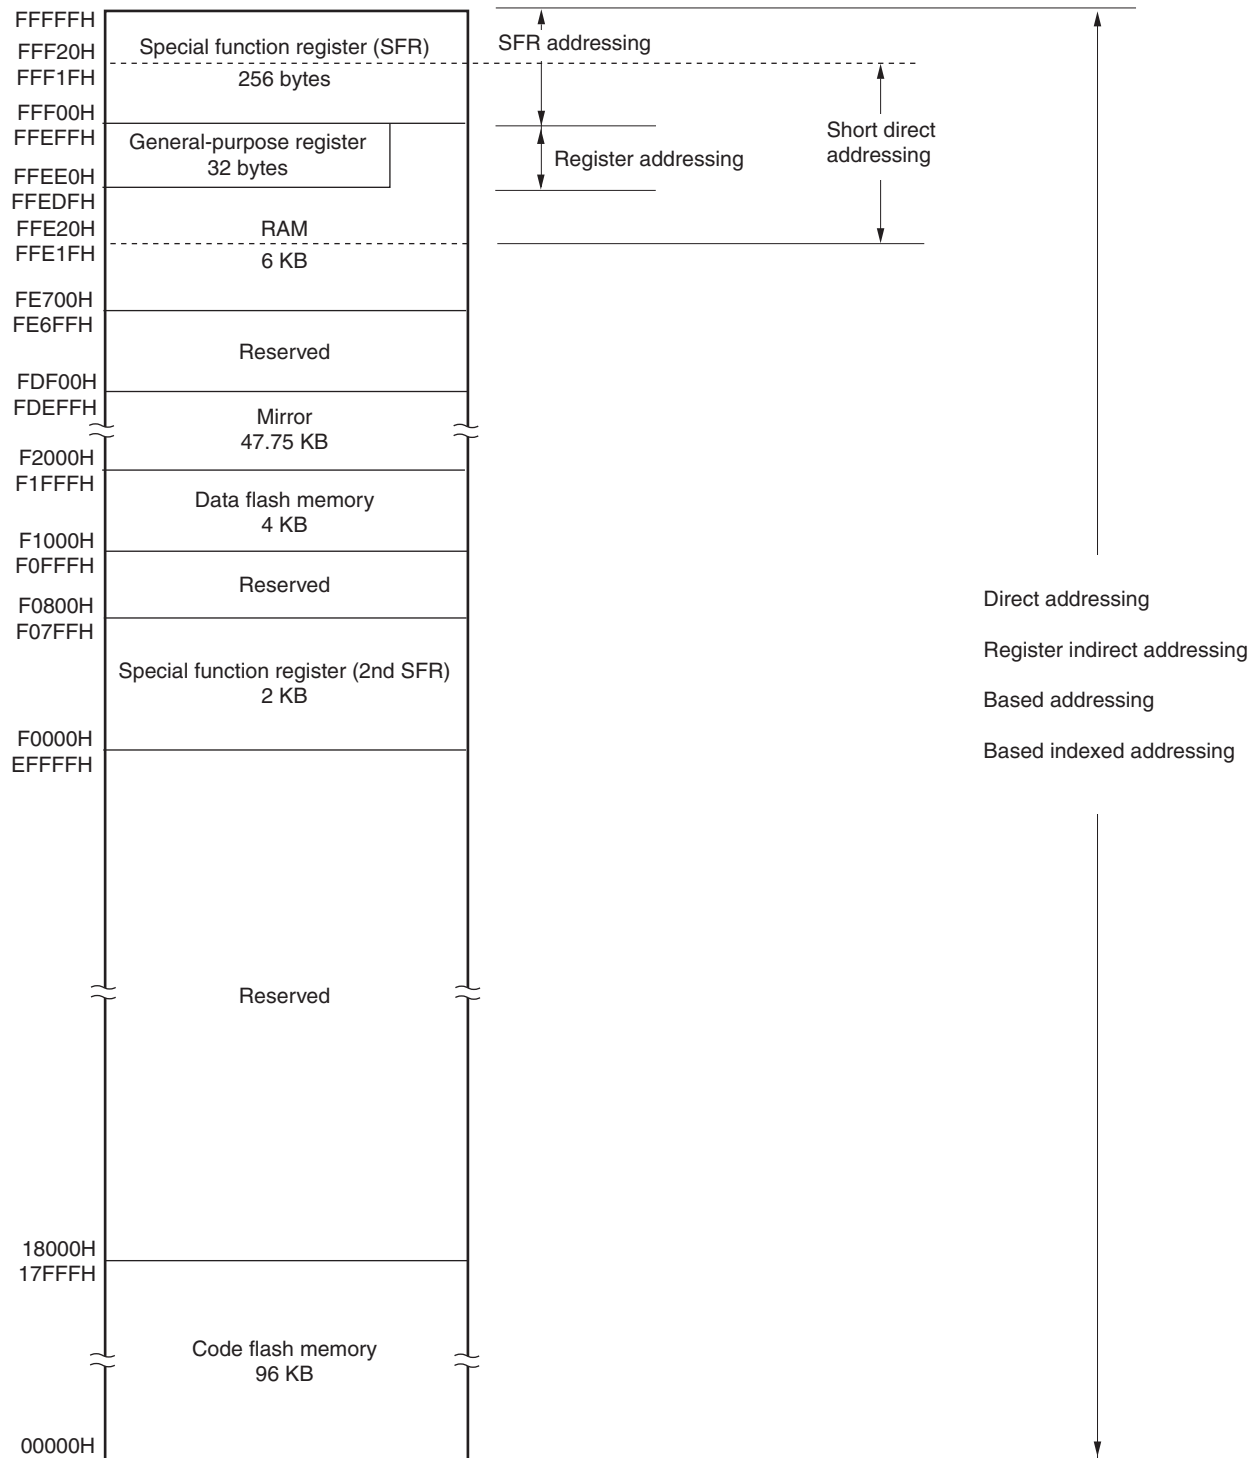 FFFFFH
FFF20H
FFF1FH
FFF00H
FFEFFH
FFEE0H
FFEDFH
FFE20H
FFE1FH
FE700H
FE6FFH
FDF00H
FDEFFH
F2000H
F1FFFH
F1000H
F0FFFH
F0800H
F07FFH
F0000H
EFFFFH
18000H
17FFFH
00000H
Special function register (SFR)
256 bytes
General-purpose register
32 bytes
RAM
6 KB
Reserved
Mirror
47.75 KB
Data flash memory
4 KB
Reserved
Special function register (2nd SFR)
2 KB
Reserved
Code flash memory
96 KB
SFR addressing
Register addressing
Short direct
addressing
Direct addressing
Register indirect addressing
Based addressing
Based indexed addressing